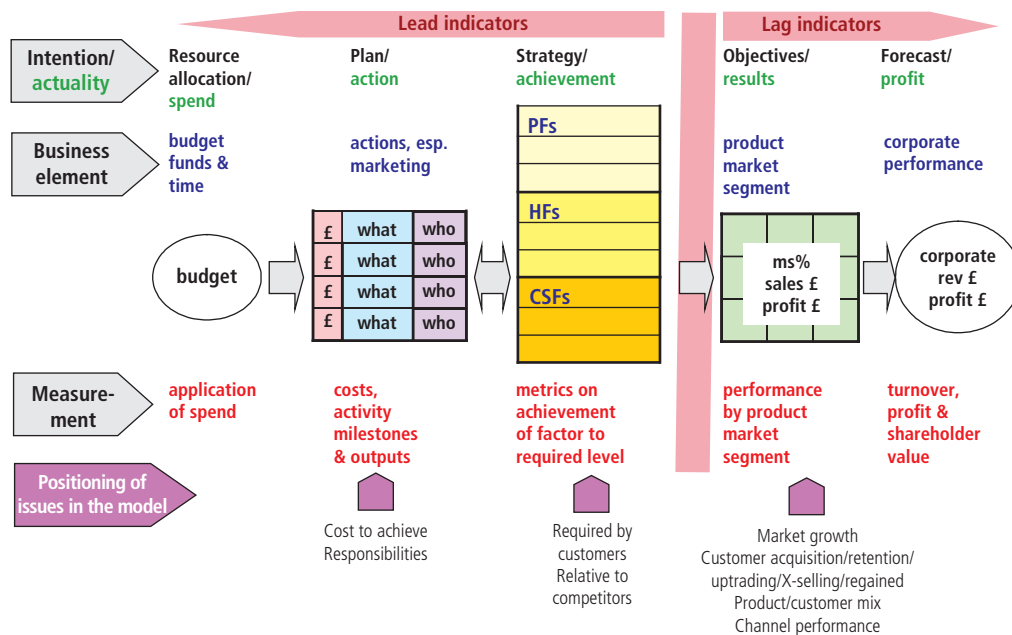 Lead indicators
Lag indicators
Intention/
actuality
Resource
allocation/
spend
Plan/
action
Strategy/
achievement
Objectives/
results
Forecast/
profit
Business
element
budget
funds &
time
actions, esp.
marketing
PFs
HFs
CSFs
product
market
segment
corporate
performance
budget
£ what who
£ what who
£ what who
£ what who
ms%
sales £
profit £
corporate
rev £
profit £
Measure-
ment
application
of spend
costs,
activity
milestones
& outputs
metrics on
achievement
of factor to
required level
performance
by product
market
segment
turnover,
profit &
shareholder
value
Positioning of
issues in the model
Cost to achieve
Responsibilities
Required by
customers
Relative to
competitors
Market growth
Customer acquisition/retention/
uptrading/X-selling/regained
Product/customer mix
Channel performance